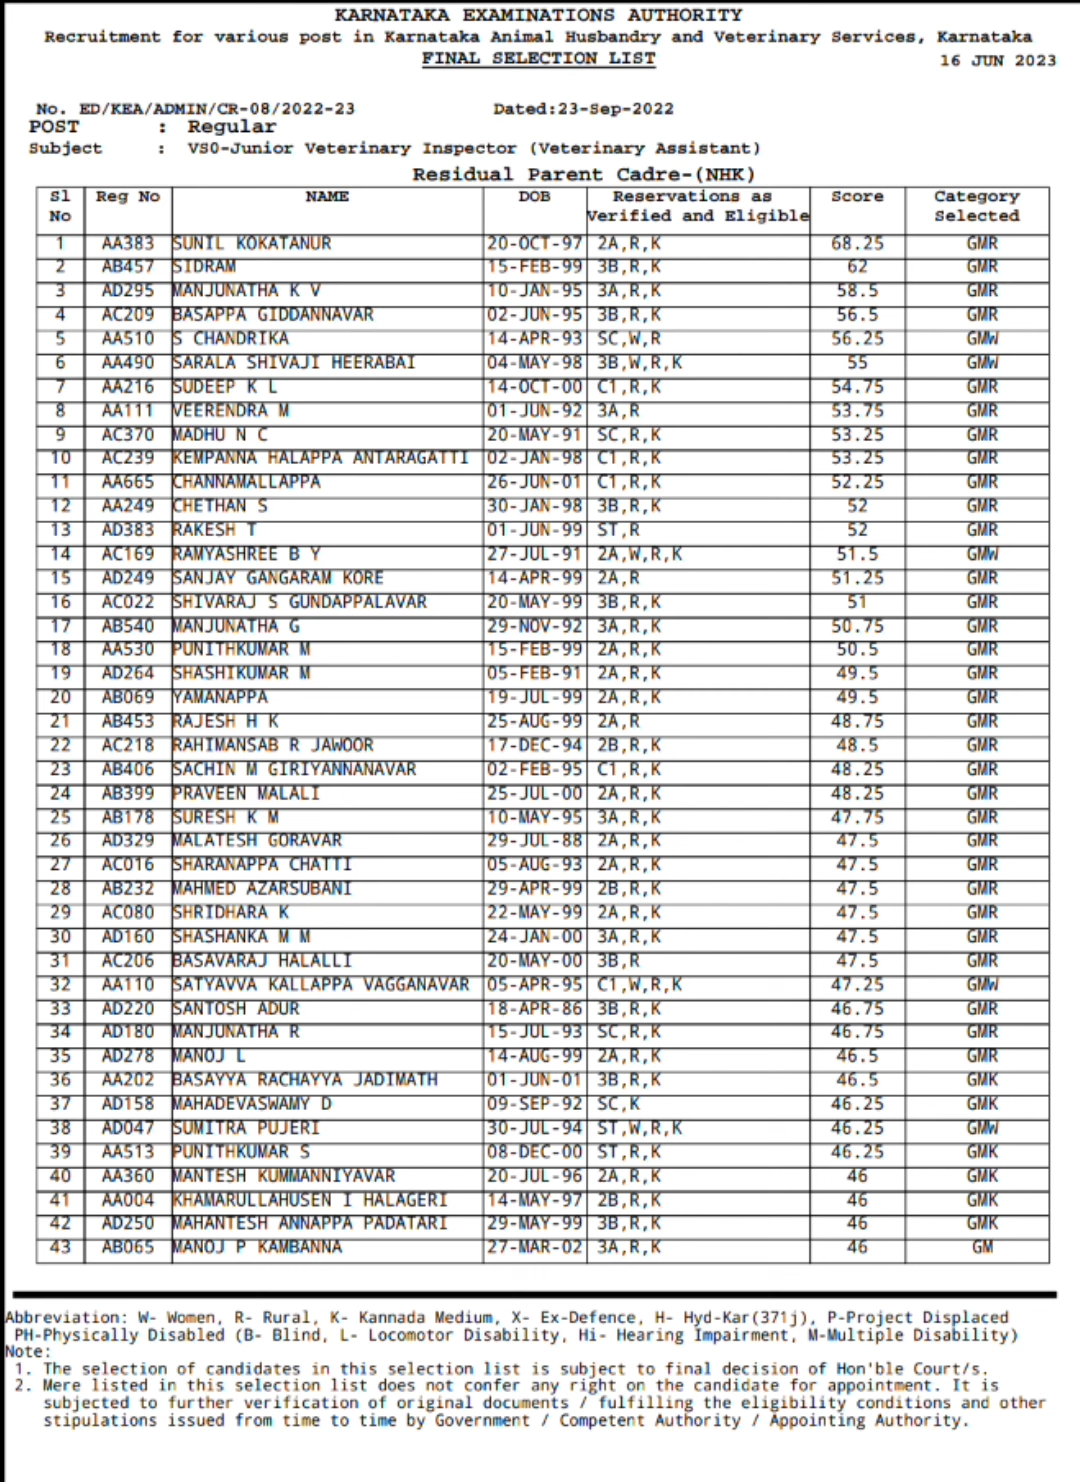 KARNATAKA EXAMINATIONS AUTHORITY
Recruitment for various post in Karnataka Animal Husbandry and Veterinary Services, Karnataka
FINAL SELECTION LIST 16 JUN 2023
No. ED/KEA/ADMIN/CR-08/2022-23 Dated:23-Sep-2022
POST : Regular
Subject : VS0-Junior Veterinary Inspector (Veterinary Assistant)
Residual Parent Cadre-(NHK)
Sl Reg No NAME DOB Reservations as Score Category
No Verified and Eligible Selected
1 AA383 SUNIL KOKATANUR 20-OCT-97 2A,R,K 68.25 GMR
2 AB457 SIDRAM 15-FEB-99 3B,R,K 62 GMR
3 AD295 MANJUNATHA K V 10-JAN-95 3A,R,K 58.5 GMR
4 AC209 BASAPPA GIDDANNAVAR 02-JUN-95 3B,R,K 56.5 GMR
5 AA510 S CHANDRIKA 14-APR-93 SC,W,R 56.25 GMW
6 AA490 SARALA SHIVAJI HEERABAI 04-MAY-98 3B,W,R,K 55 GMW
7 AA216 SUDEEP K L 14-OCT-00 C1,R,K 54.75 GMR
8 AA111 VEERENDRA M 01-JUN-92 3A,R 53.75 GMR
9 AC370 MADHU N C 20-MAY-91 SC,R,K 53.25 GMR
10 AC239 KEMPANNA HALAPPA ANTARAGATTI 02-JAN-98 C1,R,K 53.25 GMR
11 AA665 CHANNAMALLAPPA 26-JUN-01 C1,R,K 52.25 GMR
12 AA249 CHETHAN S 30-JAN-98 3B,R,K 52 GMR
13 AD383 RAKESH T 01-JUN-99 ST,R 52 GMR
14 AC169 RAMYASHREE B Y 27-JUL-91 2A,W,R,K 51.5 GMW
15 AD249 SANJAY GANGARAM KORE 14-APR-99 2A,R 51.25 GMR
16 AC022 SHIVARAJ S GUNDAPPALAVAR 20-MAY-99 3B,R,K 51 GMR
17 AB540 MANJUNATHA G 29-NOV-92 3A,R,K 50.75 GMR
18 AA530 PUNITHKUMAR M 15-FEB-99 2A,R,K 50.5 GMR
19 AD264 SHASHIKUMAR M 05-FEB-91 2A,R,K 49.5 GMR
20 AB069 YAMANAPPA 19-JUL-99 2A,R,K 49.5 GMR
21 AB453 RAJESH H K 25-AUG-99 2A,R 48.75 GMR
22 AC218 RAHIMANSAB R JAWOOR 17-DEC-94 2B,R,K 48.5 GMR
23 AB406 SACHIN M GIRIYANNANAVAR 02-FEB-95 C1,R,K 48.25 GMR
24 AB399 PRAVEEN MALALI 25-JUL-00 2A,R,K 48.25 GMR
25 AB178 SURESH K M 10-MAY-95 3A,R,K 47.75 GMR
26 AD329 MALATESH GORAVAR 29-JUL-88 2A,R,K 47.5 GMR
27 AC016 SHARANAPPA CHATTI 05-AUG-93 2A,R,K 47.5 GMR
28 AB232 MAHMED AZARSUBANI 29-APR-99 2B,R,K 47.5 GMR
29 AC080 SHRIDHARA K 22-MAY-99 2A,R,K 47.5 GMR
30 AD160 SHASHANKA M M 24-JAN-00 3A,R,K 47.5 GMR
31 AC206 BASAVARAJ HALALLI 20-MAY-00 3B,R 47.5 GMR
32 AA110 SATYAVVA KALLAPPA VAGGANAVAR 05-APR-95 C1,W,R,K 47.25 GMW
33 AD220 SANTOSH ADUR 18-APR-86 3B,R,K 46.75 GMR
34 AD180 MANJUNATHA R 15-JUL-93 SC,R,K 46.75 GMR
35 AD278 MANOJ L 14-AUG-99 2A,R,K 46.5 GMR
36 AA202 BASAYYA RACHAYYA JADIMATH 01-JUN-01 3B,R,K 46.5 GMK
37 AD158 MAHADEVASWAMY D 09-SEP-92 SC,K 46.25 GMK
38 AD047 SUMITRA PUJERI 30-JUL-94 ST,W,R,K 46.25 GMW
39 AA513 PUNITHKUMAR S 08-DEC-00 ST,R,K 46.25 GMK
40 AA360 MANTESH KUMMANNIYAVAR 20-JUL-96 2A,R,K 46 GMK
41 AA004 KHAMARULLAHUSEN I HALAGERI 14-MAY-97 2B,R,K 46 GMK
42 AD250 MAHANTESH ANNAPPA PADATARI 29-MAY-99 3B,R,K 46 GMK
43 AB065 MANOJ P KAMBANNA 27-MAR-02 3A,R,K 46 GM
Abbreviation: W- Women, R- Rural, K- Kannada Medium, X- Ex-Defence, H- Hyd-Kar(371j), P-Project Displaced
PH-Physically Disabled (B- Blind, L- Locomotor Disability, Hi- Hearing Impairment, M-Multiple Disability)
Note:
1. The selection of candidates in this selection list is subject to final decision of Hon'ble Court/s.
2. Mere listed in this selection list does not confer any right on the candidate for appointment. It is
subjected to further verification of original documents / fulfilling the eligibility conditions and other
stipulations issued from time to time by Government / Competent Authority / Appointing Authority.